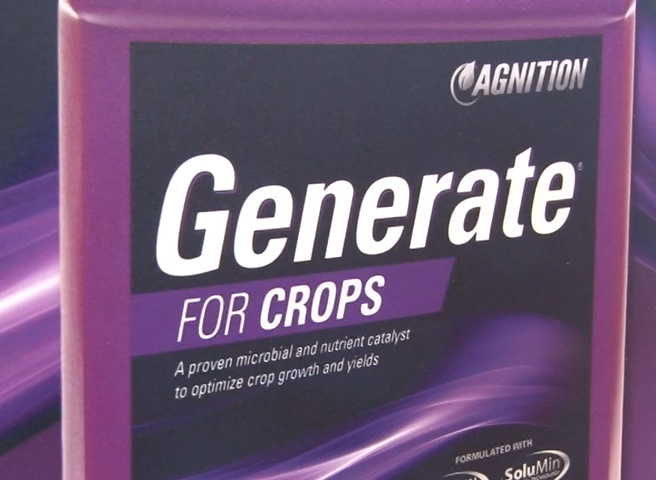 AGNITION
Generate®
FOR CROPS
A proven microbial and nutrient catalyst
to optimize crop growth and yields
FORMULATED WITH
SoluMin